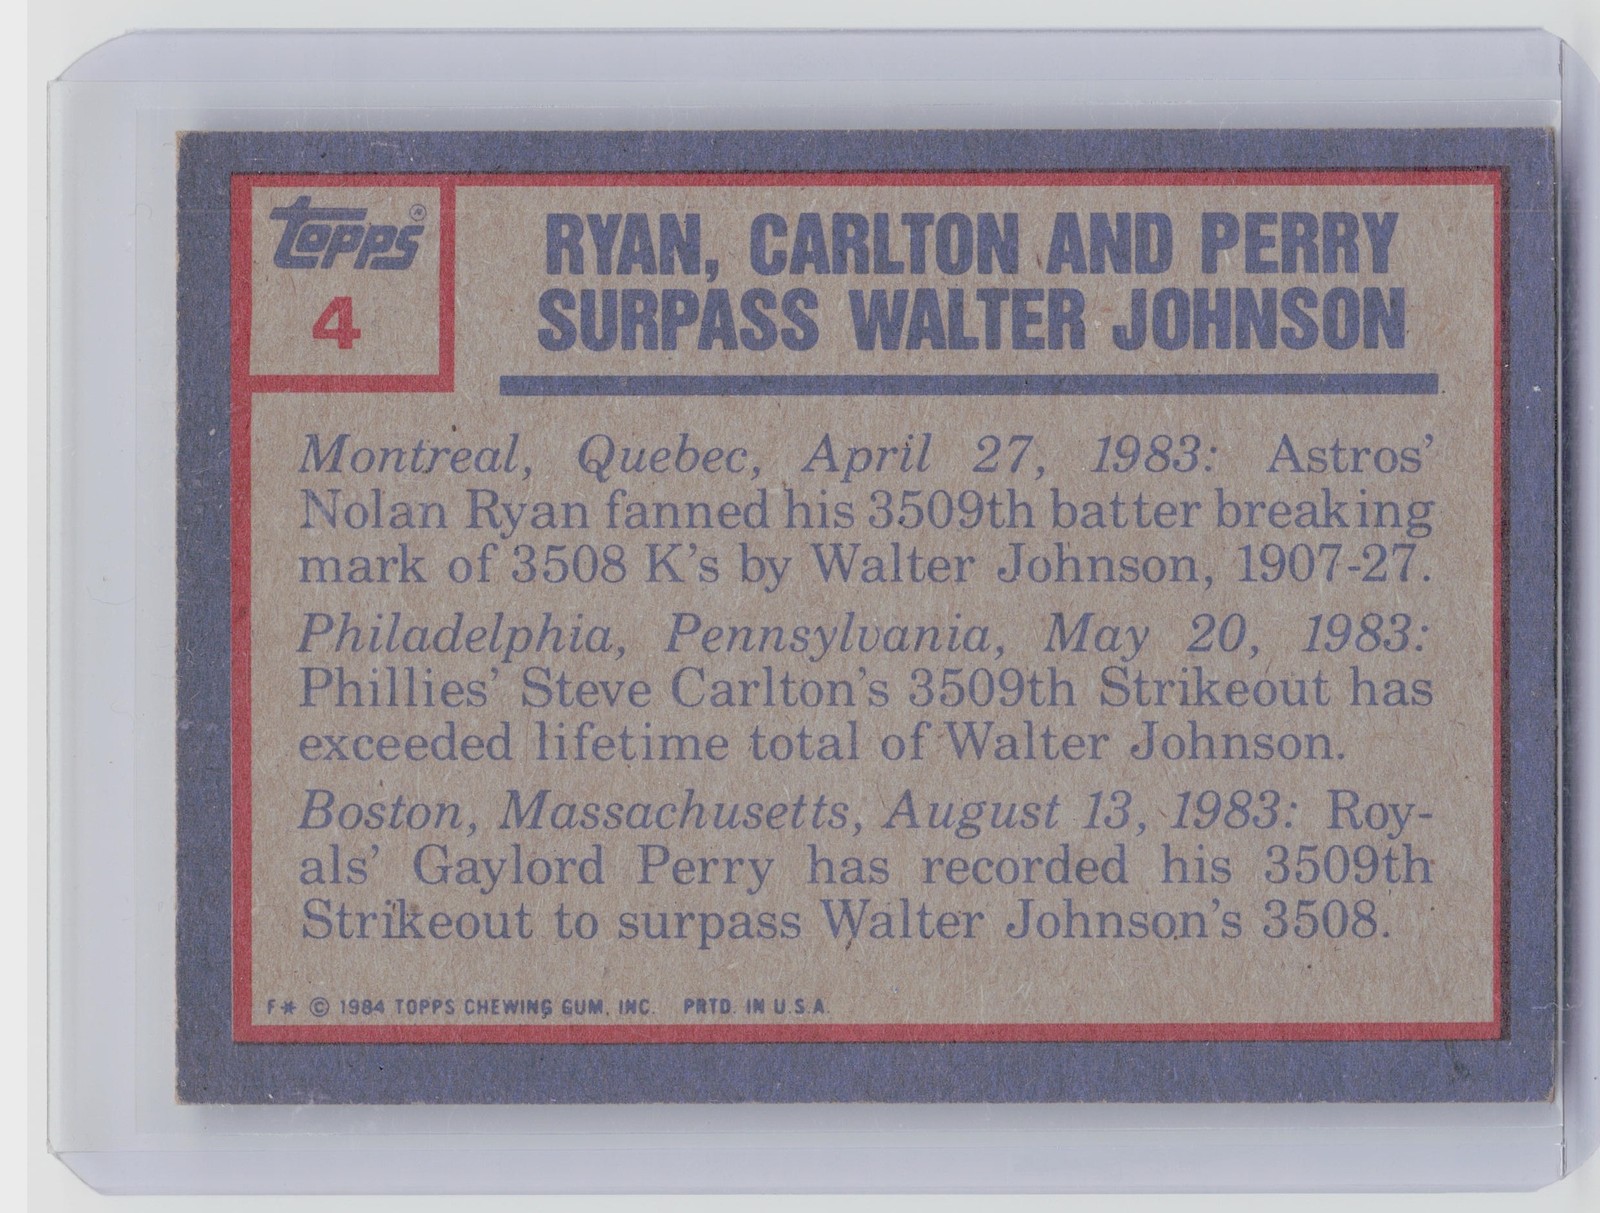 Topps®
4
RYAN, CARLTON AND PERRY
SURPASS WALTER JOHNSON
Montreal, Quebec, April 27, 1983: Astros'
Nolan Ryan fanned his 3509th batter breaking
mark of 3508 K's by Walter Johnson, 1907-27.
Philadelphia, Pennsylvania, May 20, 1983:
Phillies' Steve Carlton's 3509th Strikeout has
exceeded lifetime total of Walter Johnson.
Boston, Massachusetts, August 13, 1983: Roy-
als' Gaylord Perry has recorded his 3509th
Strikeout to surpass Walter Johnson's 3508.
F* © 1984 TOPPS CHEWING GUM, INC. PRTD. IN U.S.A.